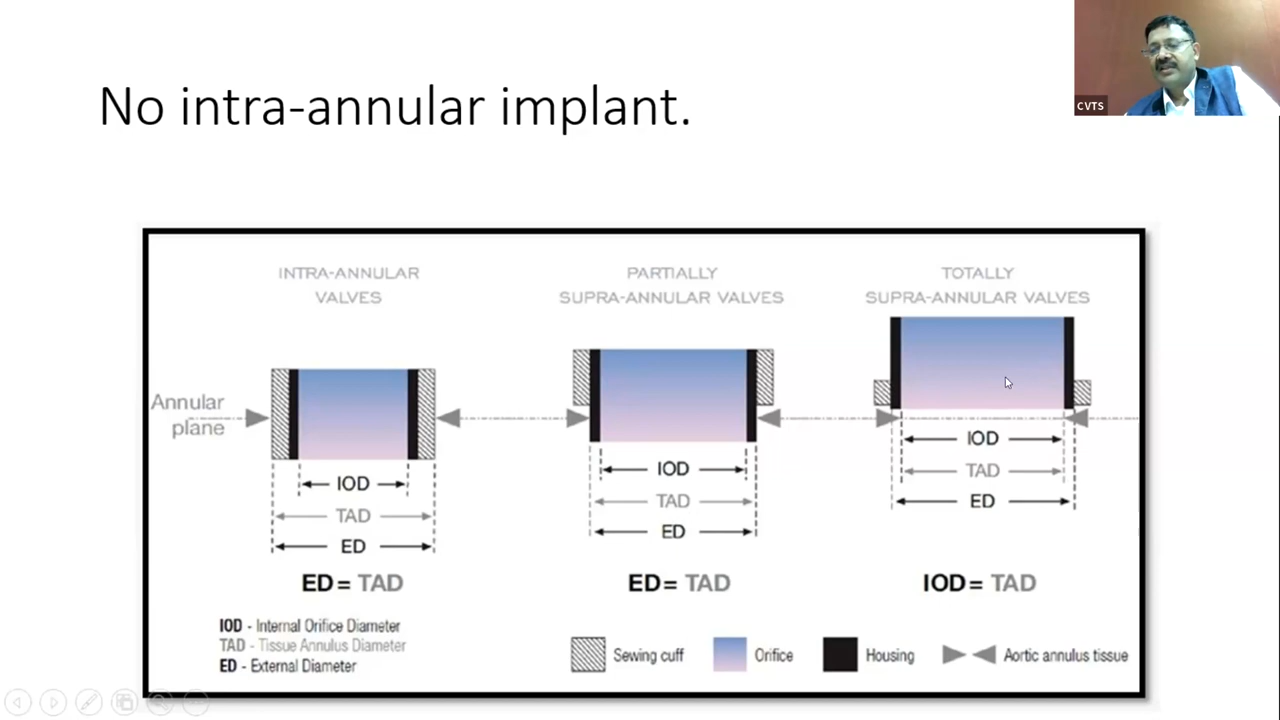 CVTS
No intra-annular implant.
INTRA-ANNULAR
VALVES
PARTIALLY
SUPRA-ANNULAR VALVES
TOTALLY
SUPRA-ANNULAR VALVES
Annular
plane
IOD
TAD
ED
IOD
TAD
ED
IOD
TAD
ED
ED = TAD
ED = TAD
IOD = TAD
IOD - Internal Orifice Diameter
TAD - Tissue Annulus Diameter
ED - External Diameter
Sewing cuff
Orifice
Housing
Aortic annulus tissue